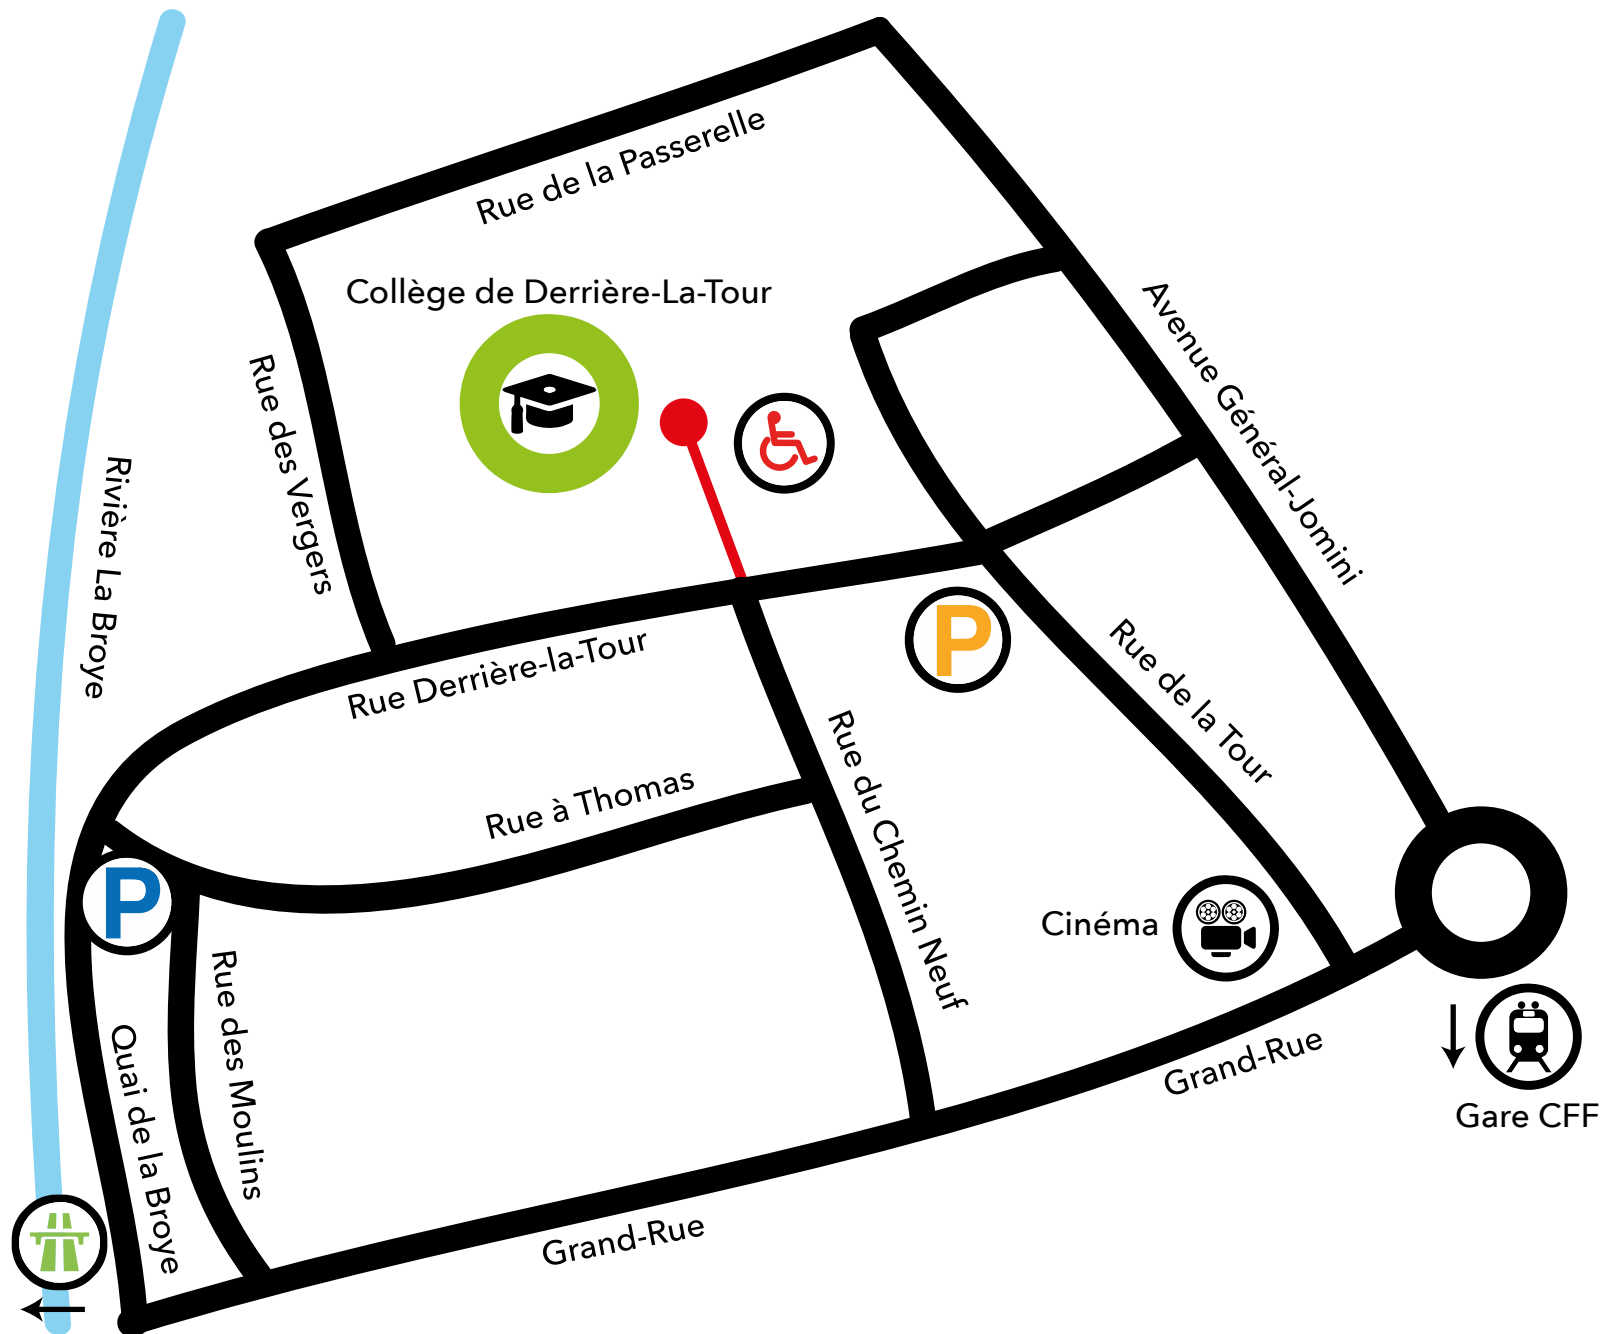 Rue de la Passerelle
Collège de Derrière-La-Tour
Avenue Général-Jomini
Rue des Vergers
Rivière La Broye
P
Rue Derrière-la-Tour
Rue de la Tour
Rue du Chemin Neuf
Rue à Thomas
P
Cinéma
Rue des Moulins
Quai de la Broye
Grand-Rue
Gare CFF
Grand-Rue